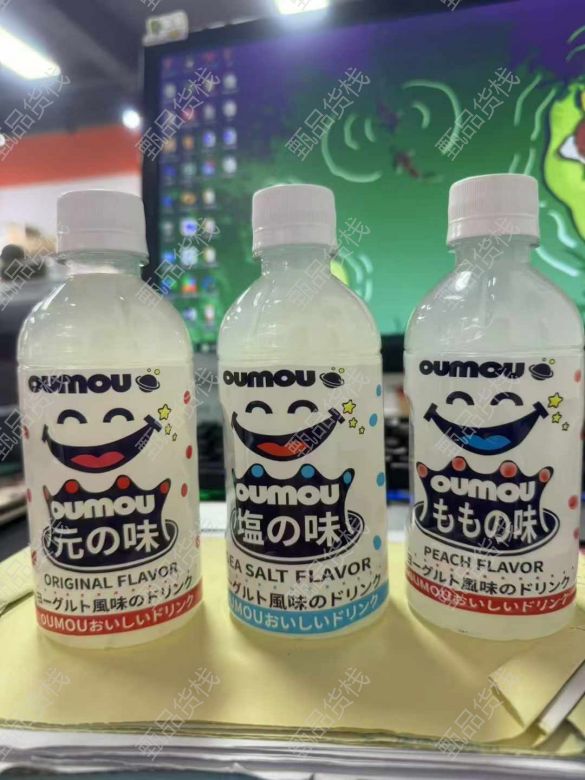 OUMOU
OUMOU
元の味
ORIGINAL FLAVOR
ヨーグルト風味のドリンク
OUMOUおいしいドリンク
OUMOU
OUMOU
塩の味
EA SALT FLAVOR
ーグルト風味のドリンク
OUMOUおいしいドリンク
OUMOU
OUMOU
ももの味
PEACH FLAVOR
ヨーグルト風味のドリンク
OUMOUおいしいドリンク
甄品货栈